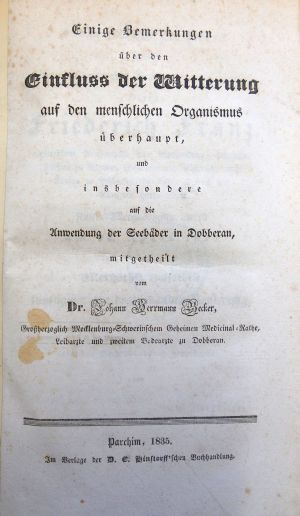 Einige Bemerkungen
über den
Einfluss der Witterung
auf den menschlichen Organismus
überhaupt,
und
insbesondere
auf die
Anwendung der Seebäder in Dobberan,
mitgetheilt
vom
Dr. Johann Herrmann Becker,
Großherzoglich Mecklenburg-Schwerinschem Geheimen Medicinal-Rathe,
Leibarzte und zweitem Badearzte zu Dobberan.
Parchim, 1835.
Im Verlage der D. C. Hinstorff'schen Buchhandlung.